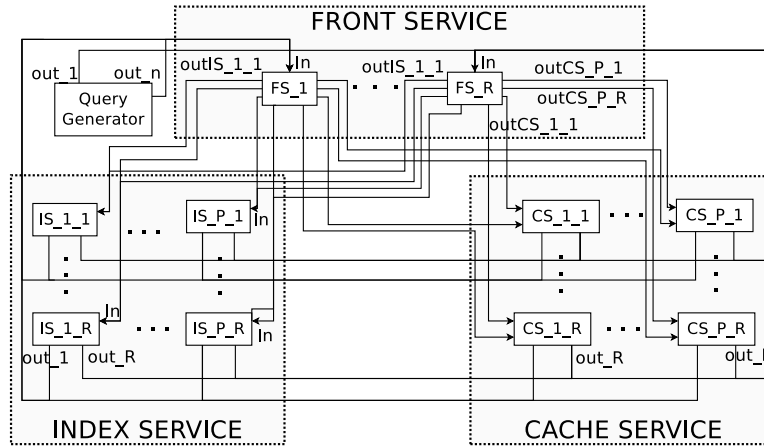 FRONT SERVICE
outIS_1_1
In
outIS_1_1
In
outCS_P_1
out_1
out_n
FS_1
. . .
FS_R
outCS_P_R
Query
Generator
outCS_1_1
IS_1_1
. . .
IS_P_1
In
CS_1_1
. . .
CS_P_1
In
IS_1_R
. . .
IS_P_R
In
CS_1_R
. . .
CS_P_R
out_1
out_R
out_R
out_
INDEX SERVICE
CACHE SERVICE